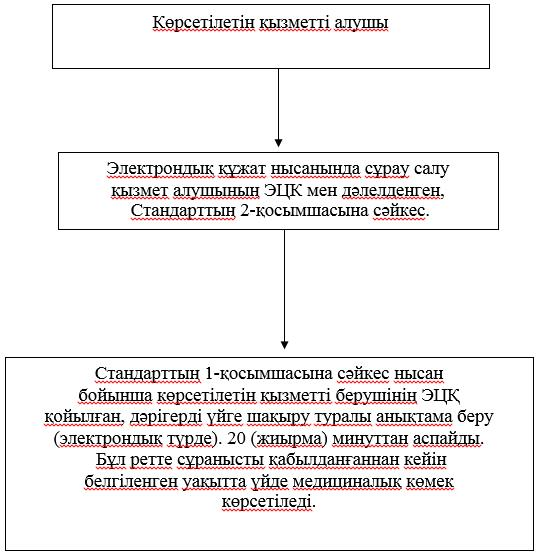 Көрсетілетін қызметті алушы
Электрондық құжат нысанында сұрау салу
қызмет алушының ЭЦК мен дәлелденген,
Стандарттың 2-қосымшасына сәйкес.
Стандарттың 1-қосымшасына сәйкес нысан
бойынша көрсетілетін қызметті берушінін ЭЦҚ
қойылған, дәрігерді үйге шақыру туралы анықтама беру
(электрондық түрде). 20 (жиырма) минуттан аспайды.
Бұл ретте сұранысты қабылданғаннан кейін
белгіленген уақытта үйде медициналық көмек
көрсетіледі.